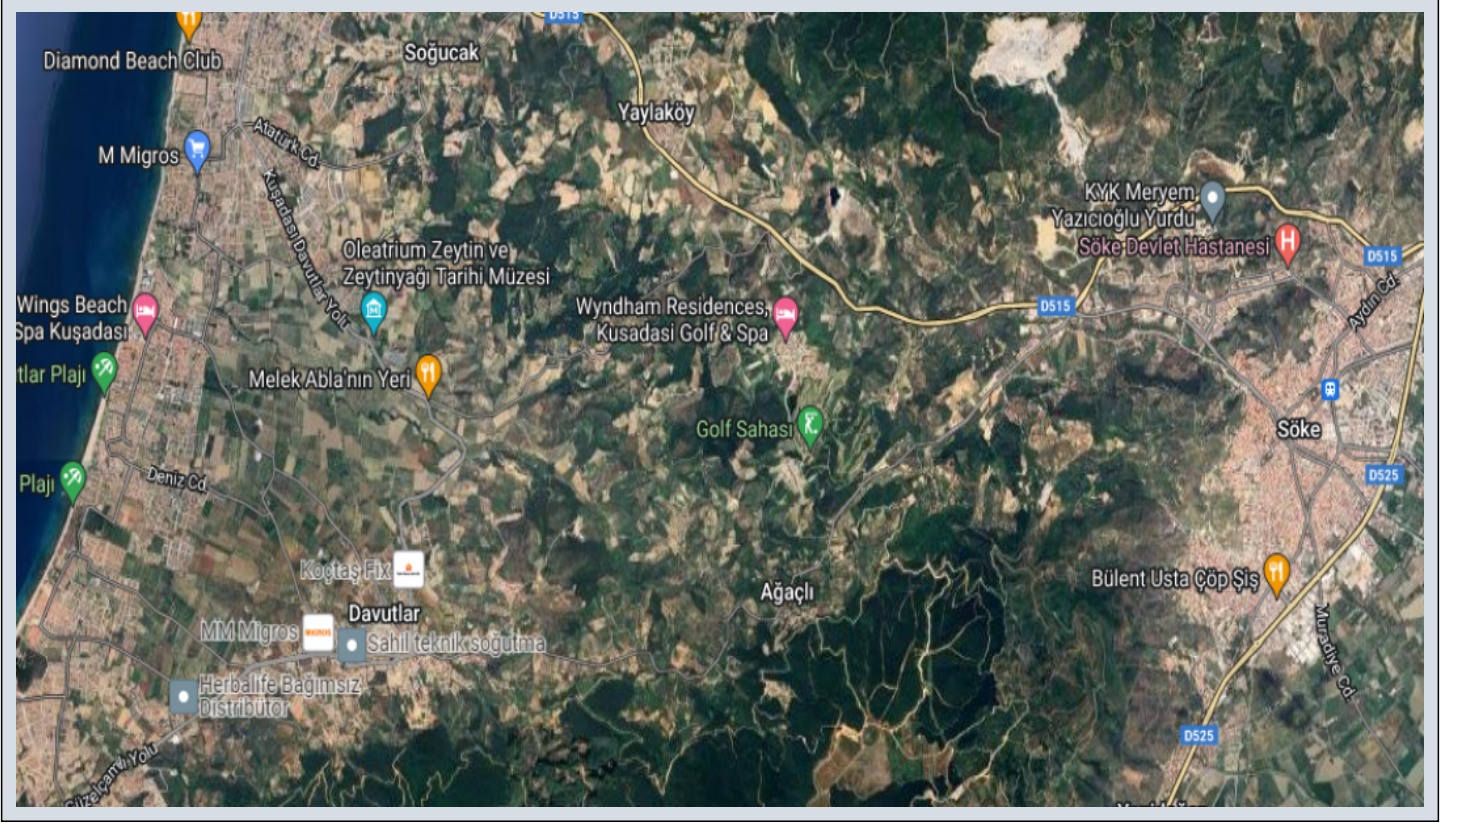 D515
Diamond Beach Club
Soğucak
Yaylaköy
Atatürk Cd.
M Migros
Kuşadası Davutlar Yolu
KYK Meryem
Yazıcıoğlu Yurdu
Söke Devlet Hastanesi
D515
Oleatrium Zeytin ve
Zeytinyağı Tarihi Müzesi
Aydın Cd.
Wings Beach
Spa Kuşadası
Wyndham Residences,
Kusadasi Golf & Spa
D515
tlar Plajı
Melek Abla'nın Yeri
Golf Sahası
Söke
D525
Plajı
Deniz Cd.
Koçtaş Fix
Ağaçlı
Bülent Usta Çöp Şiş
Davutlar
MM Migros
MIGROS
Sahil teknik soğutma
Muradiye Cd.
Herbalife Bağımsız
Distribütör
D525
Güzelçamlı Yolu